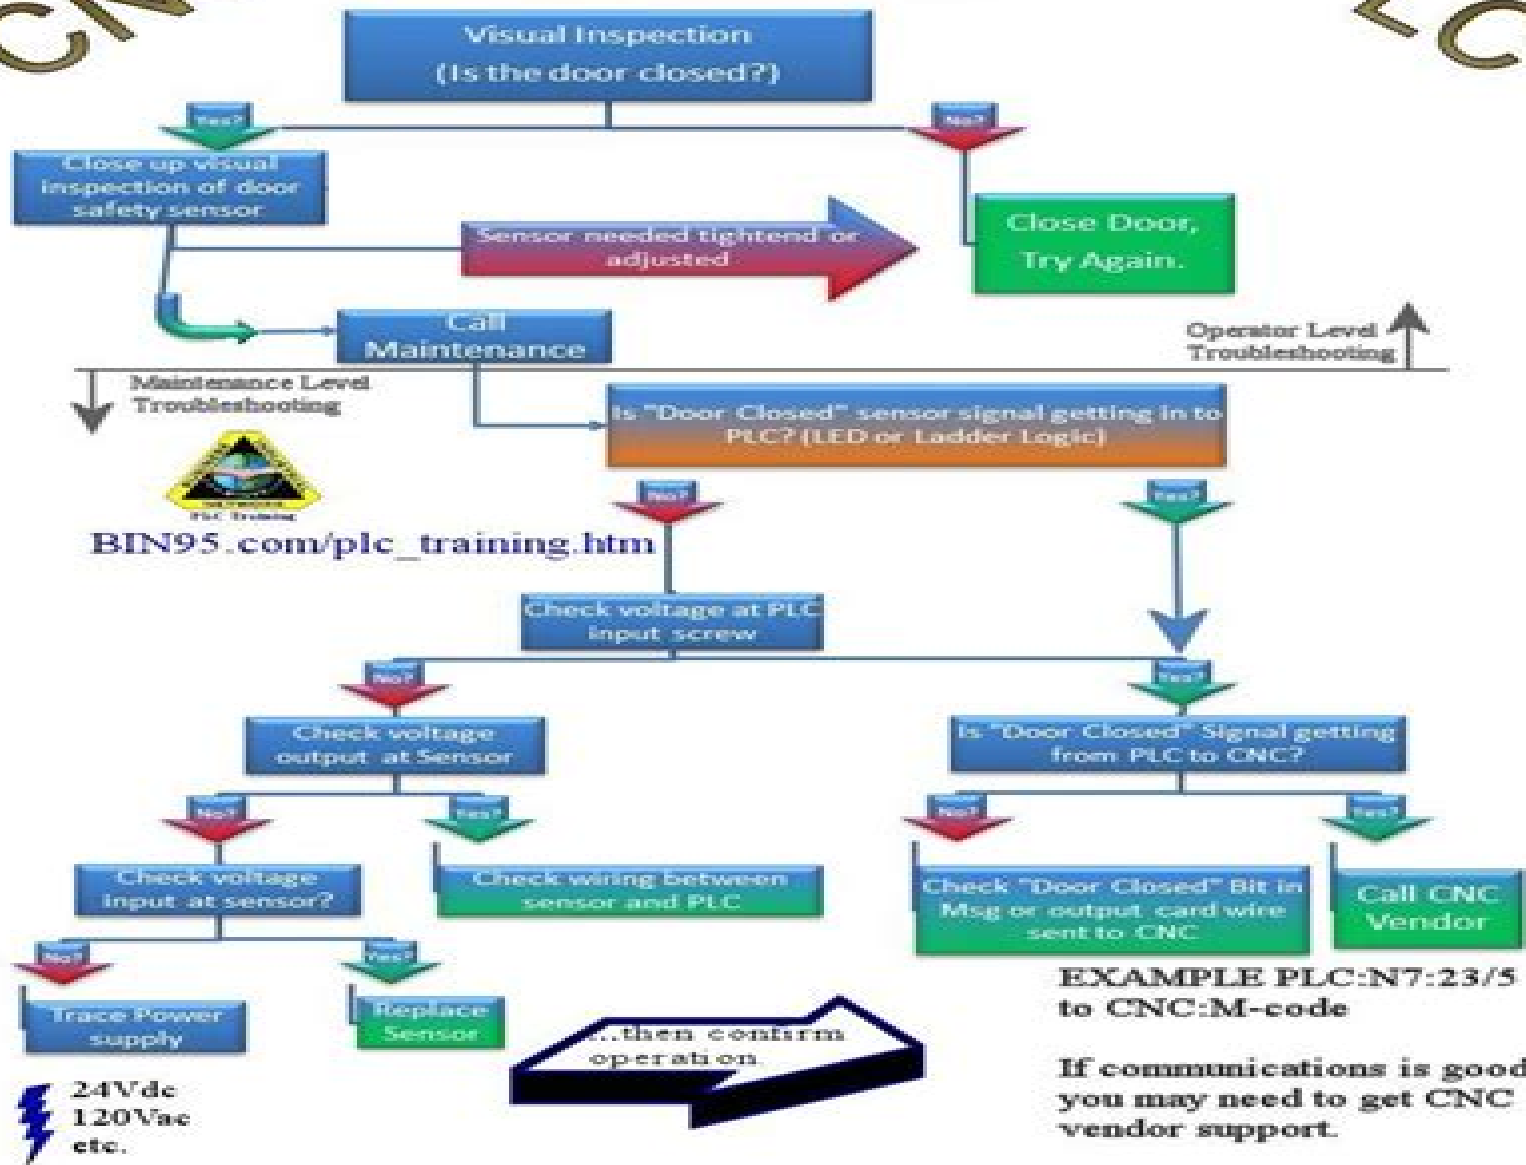 CN
LC
Visual Inspection
(Is the door closed?)
Yes?
No?
Close up visual
inspection of door
safety sensor
Sensor needed tightend or
adjusted
Close Door,
Try Again.
Call
Maintenance
Operator Level
Troubleshooting
Maintenance Level
Troubleshooting
Is "Door Closed" sensor signal getting in to
PLC? (LED or Ladder Logic)
No?
Yes?
NETWORK
PLC Training
BIN95.com/plc_training.htm
Check voltage at PLC
input screw
No?
Yes?
Check voltage
output at Sensor
Is "Door Closed" Signal getting
from PLC to CNC?
No?
Yes?
No?
Yes?
Check voltage
input at sensor?
Check wiring between
sensor and PLC
Check "Door Closed" Bit in
Msg or output card wire
sent to CNC
Call CNC
Vendor
No?
Yes?
Trace Power
supply
Replace
Sensor
...then confirm
operation.
EXAMPLE PLC:N7:23/5
to CNC:M-code
If communications is good
you may need to get CNC
vendor support.
24Vdc
120Vac
etc.